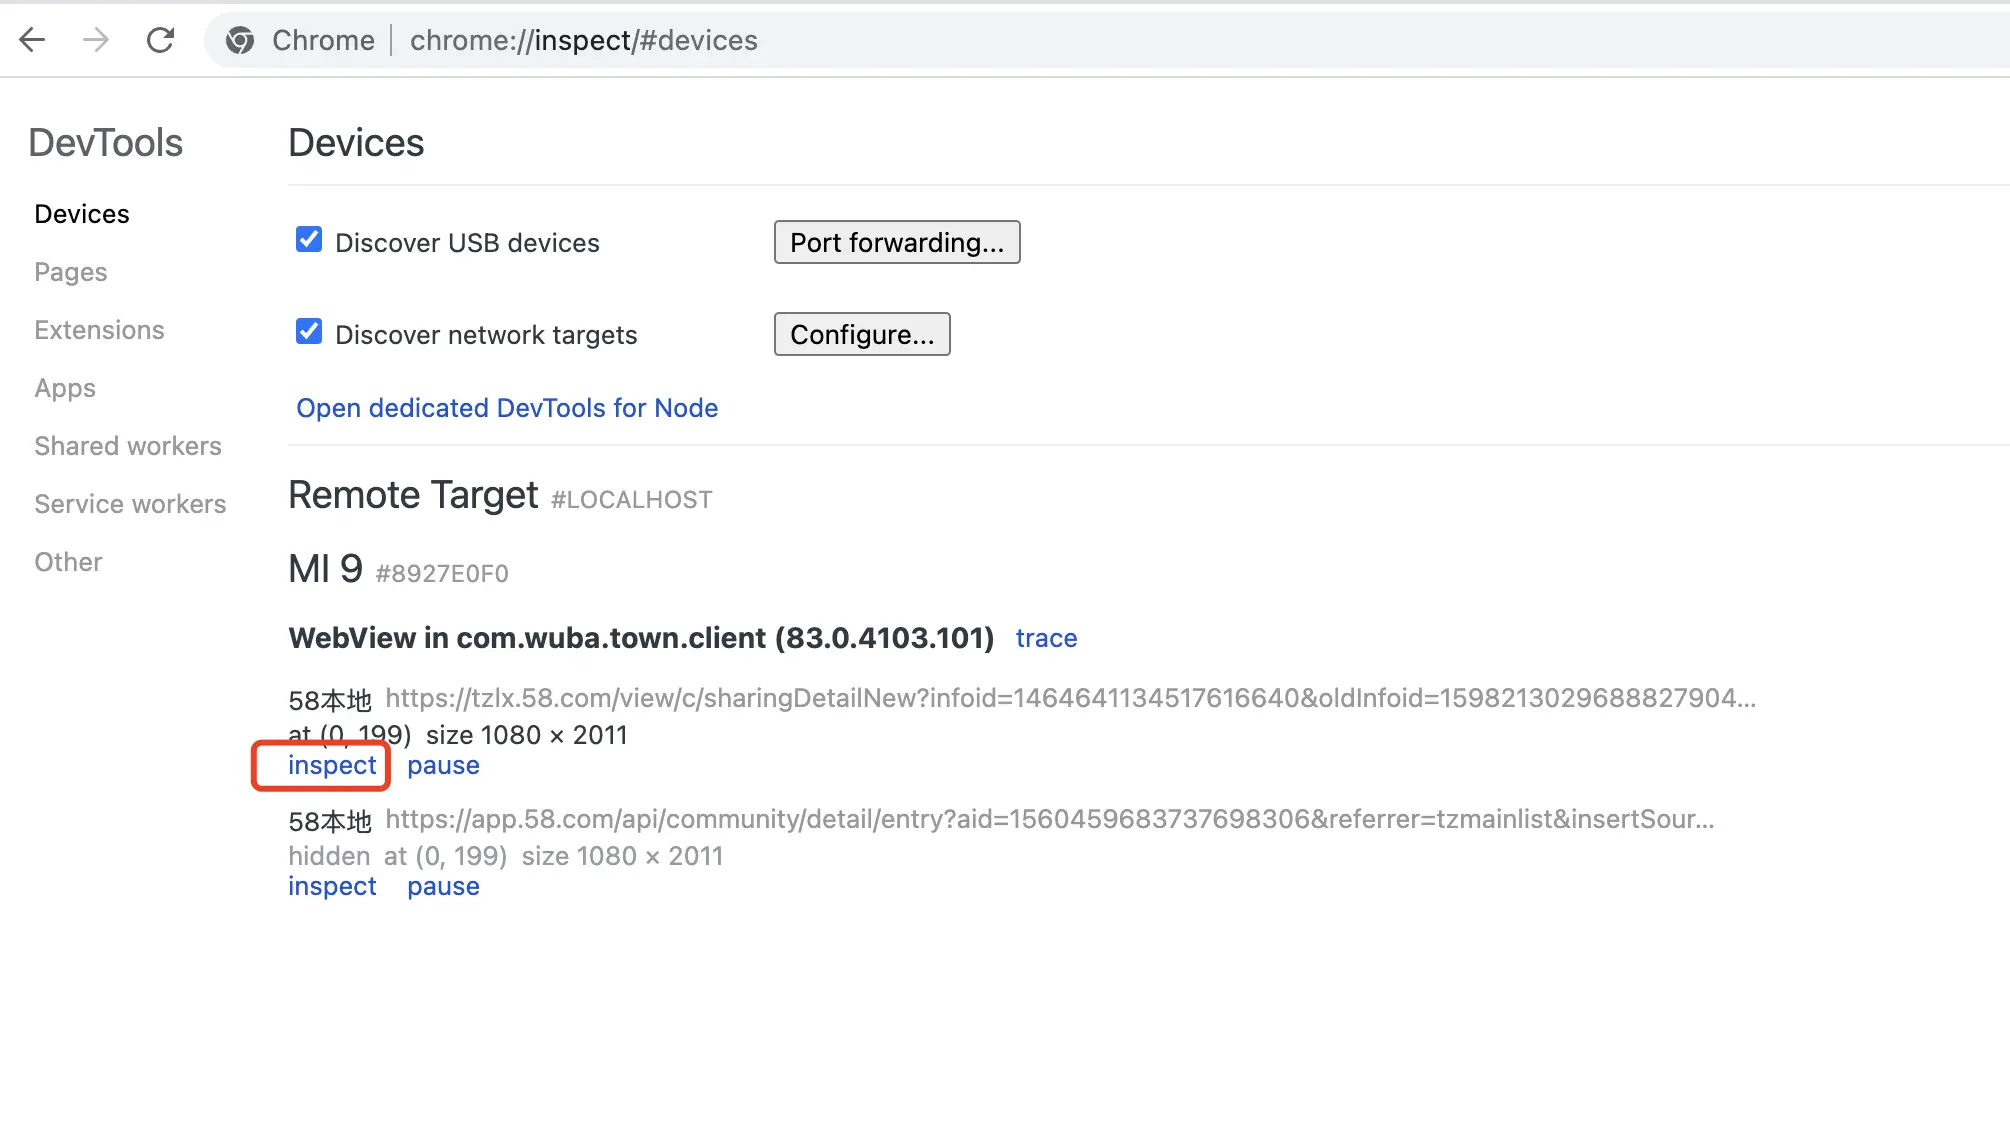 Chrome | chrome://inspect/#devices
DevTools
Devices
Pages
Extensions
Apps
Shared workers
Service workers
Other
Devices
Discover USB devices Port forwarding...
Discover network targets Configure...
Open dedicated DevTools for Node
Remote Target #LOCALHOST
MI 9 #8927E0F0
WebView in com.wuba.town.client (83.0.4103.101) trace
58本地 https://tzlx.58.com/view/c/sharingDetailNew?infoid=1464641134517616640&oldInfoid=1598213029688827904...
at (0, 199) size 1080 × 2011
inspect pause
58本地 https://app.58.com/api/community/detail/entry?aid=1560459683737698306&referrer=tzmainlist&insertSour...
hidden at (0, 199) size 1080 × 2011
inspect pause